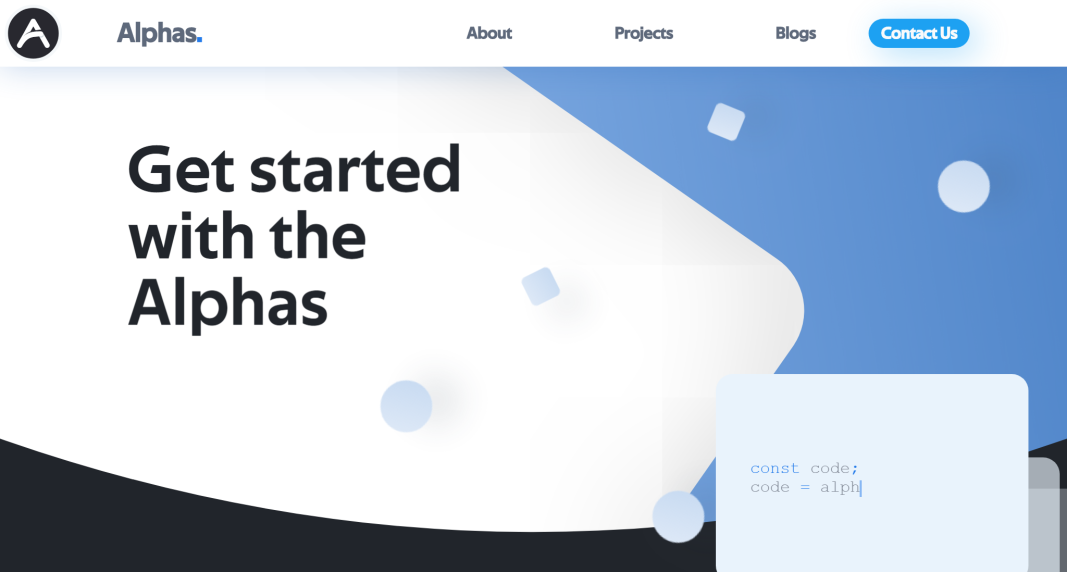 Alphas.
About
Projects
Blogs
Contact Us
Get started
with the
Alphas
const code;
code = alph